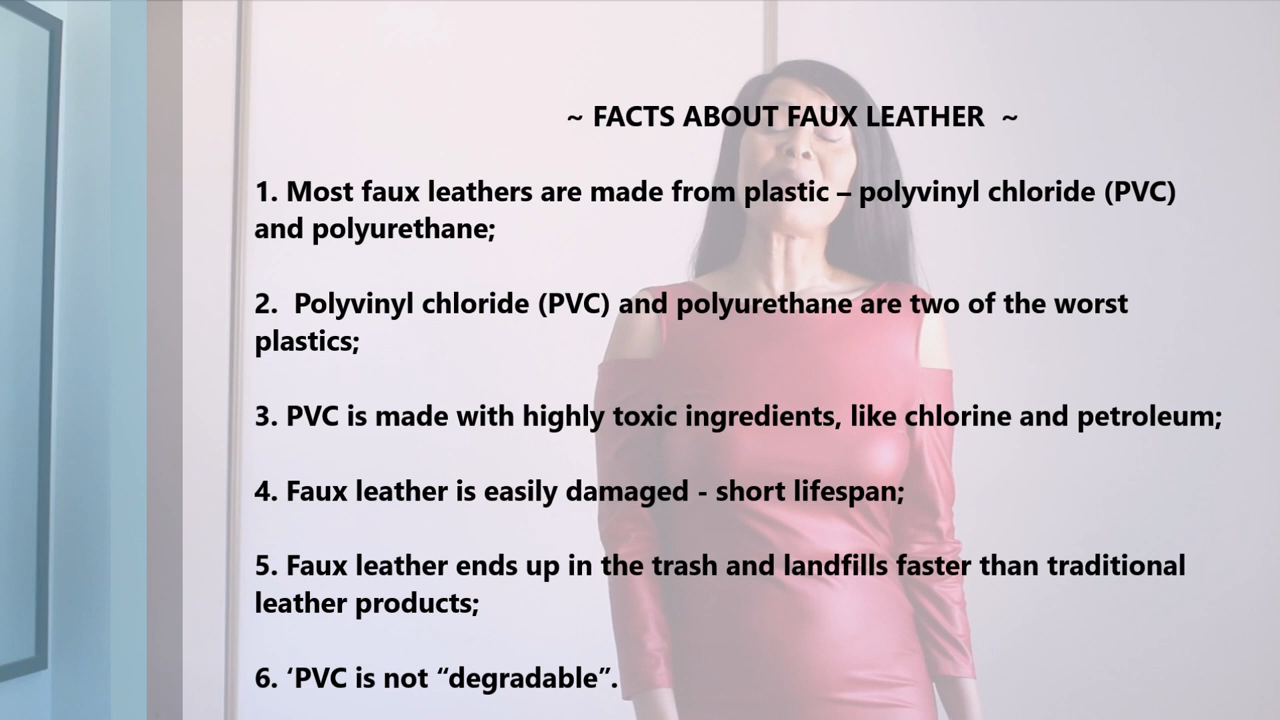 ~ FACTS ABOUT FAUX LEATHER ~
1. Most faux leathers are made from plastic – polyvinyl chloride (PVC)
and polyurethane;
2. Polyvinyl chloride (PVC) and polyurethane are two of the worst
plastics;
3. PVC is made with highly toxic ingredients, like chlorine and petroleum;
4. Faux leather is easily damaged - short lifespan;
5. Faux leather ends up in the trash and landfills faster than traditional
leather products;
6. ‘PVC is not “degradable”.